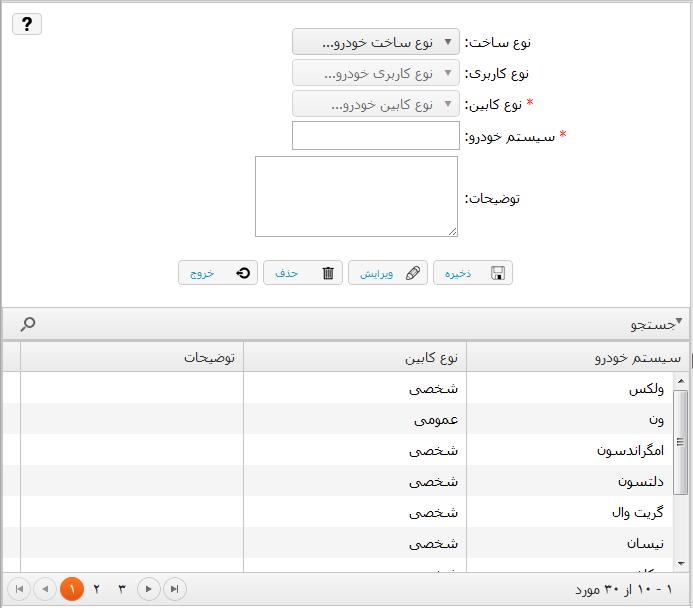 ?
نوع ساخت: نوع ساخت خودرو...
نوع کاربری: نوع کاربری خودرو...
* نوع کابین: نوع کابین خودرو...
* سیستم خودرو:
توضیحات:
ذخیره ویرایش حذف خروج
جستجو
سیستم خودرو نوع کابین توضیحات
ولکس شخصی
ون عمومی
امگراندسون شخصی
دلتسون شخصی
گریت وال شخصی
نیسان شخصی
۱ - ۱۰ از ۳۰ مورد ۳ ۲ ۱